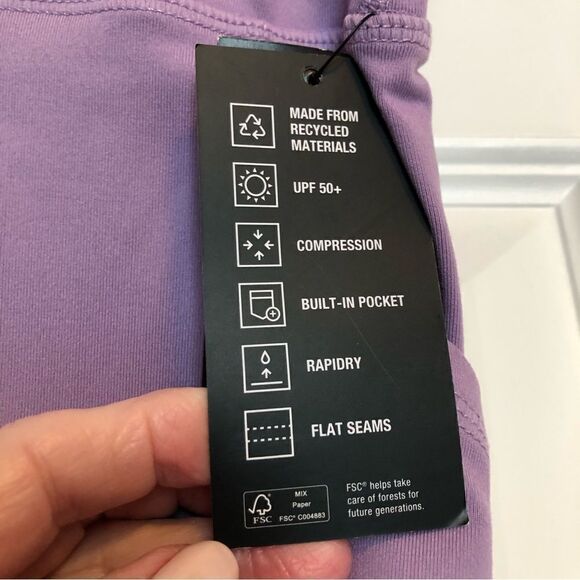 MADE FROM
RECYCLED
MATERIALS
UPF 50+
COMPRESSION
BUILT-IN POCKET
RAPIDRY
FLAT SEAMS
FSC
MIX
Paper
FSC® C004883
FSC® helps take
care of forests for
future generations.